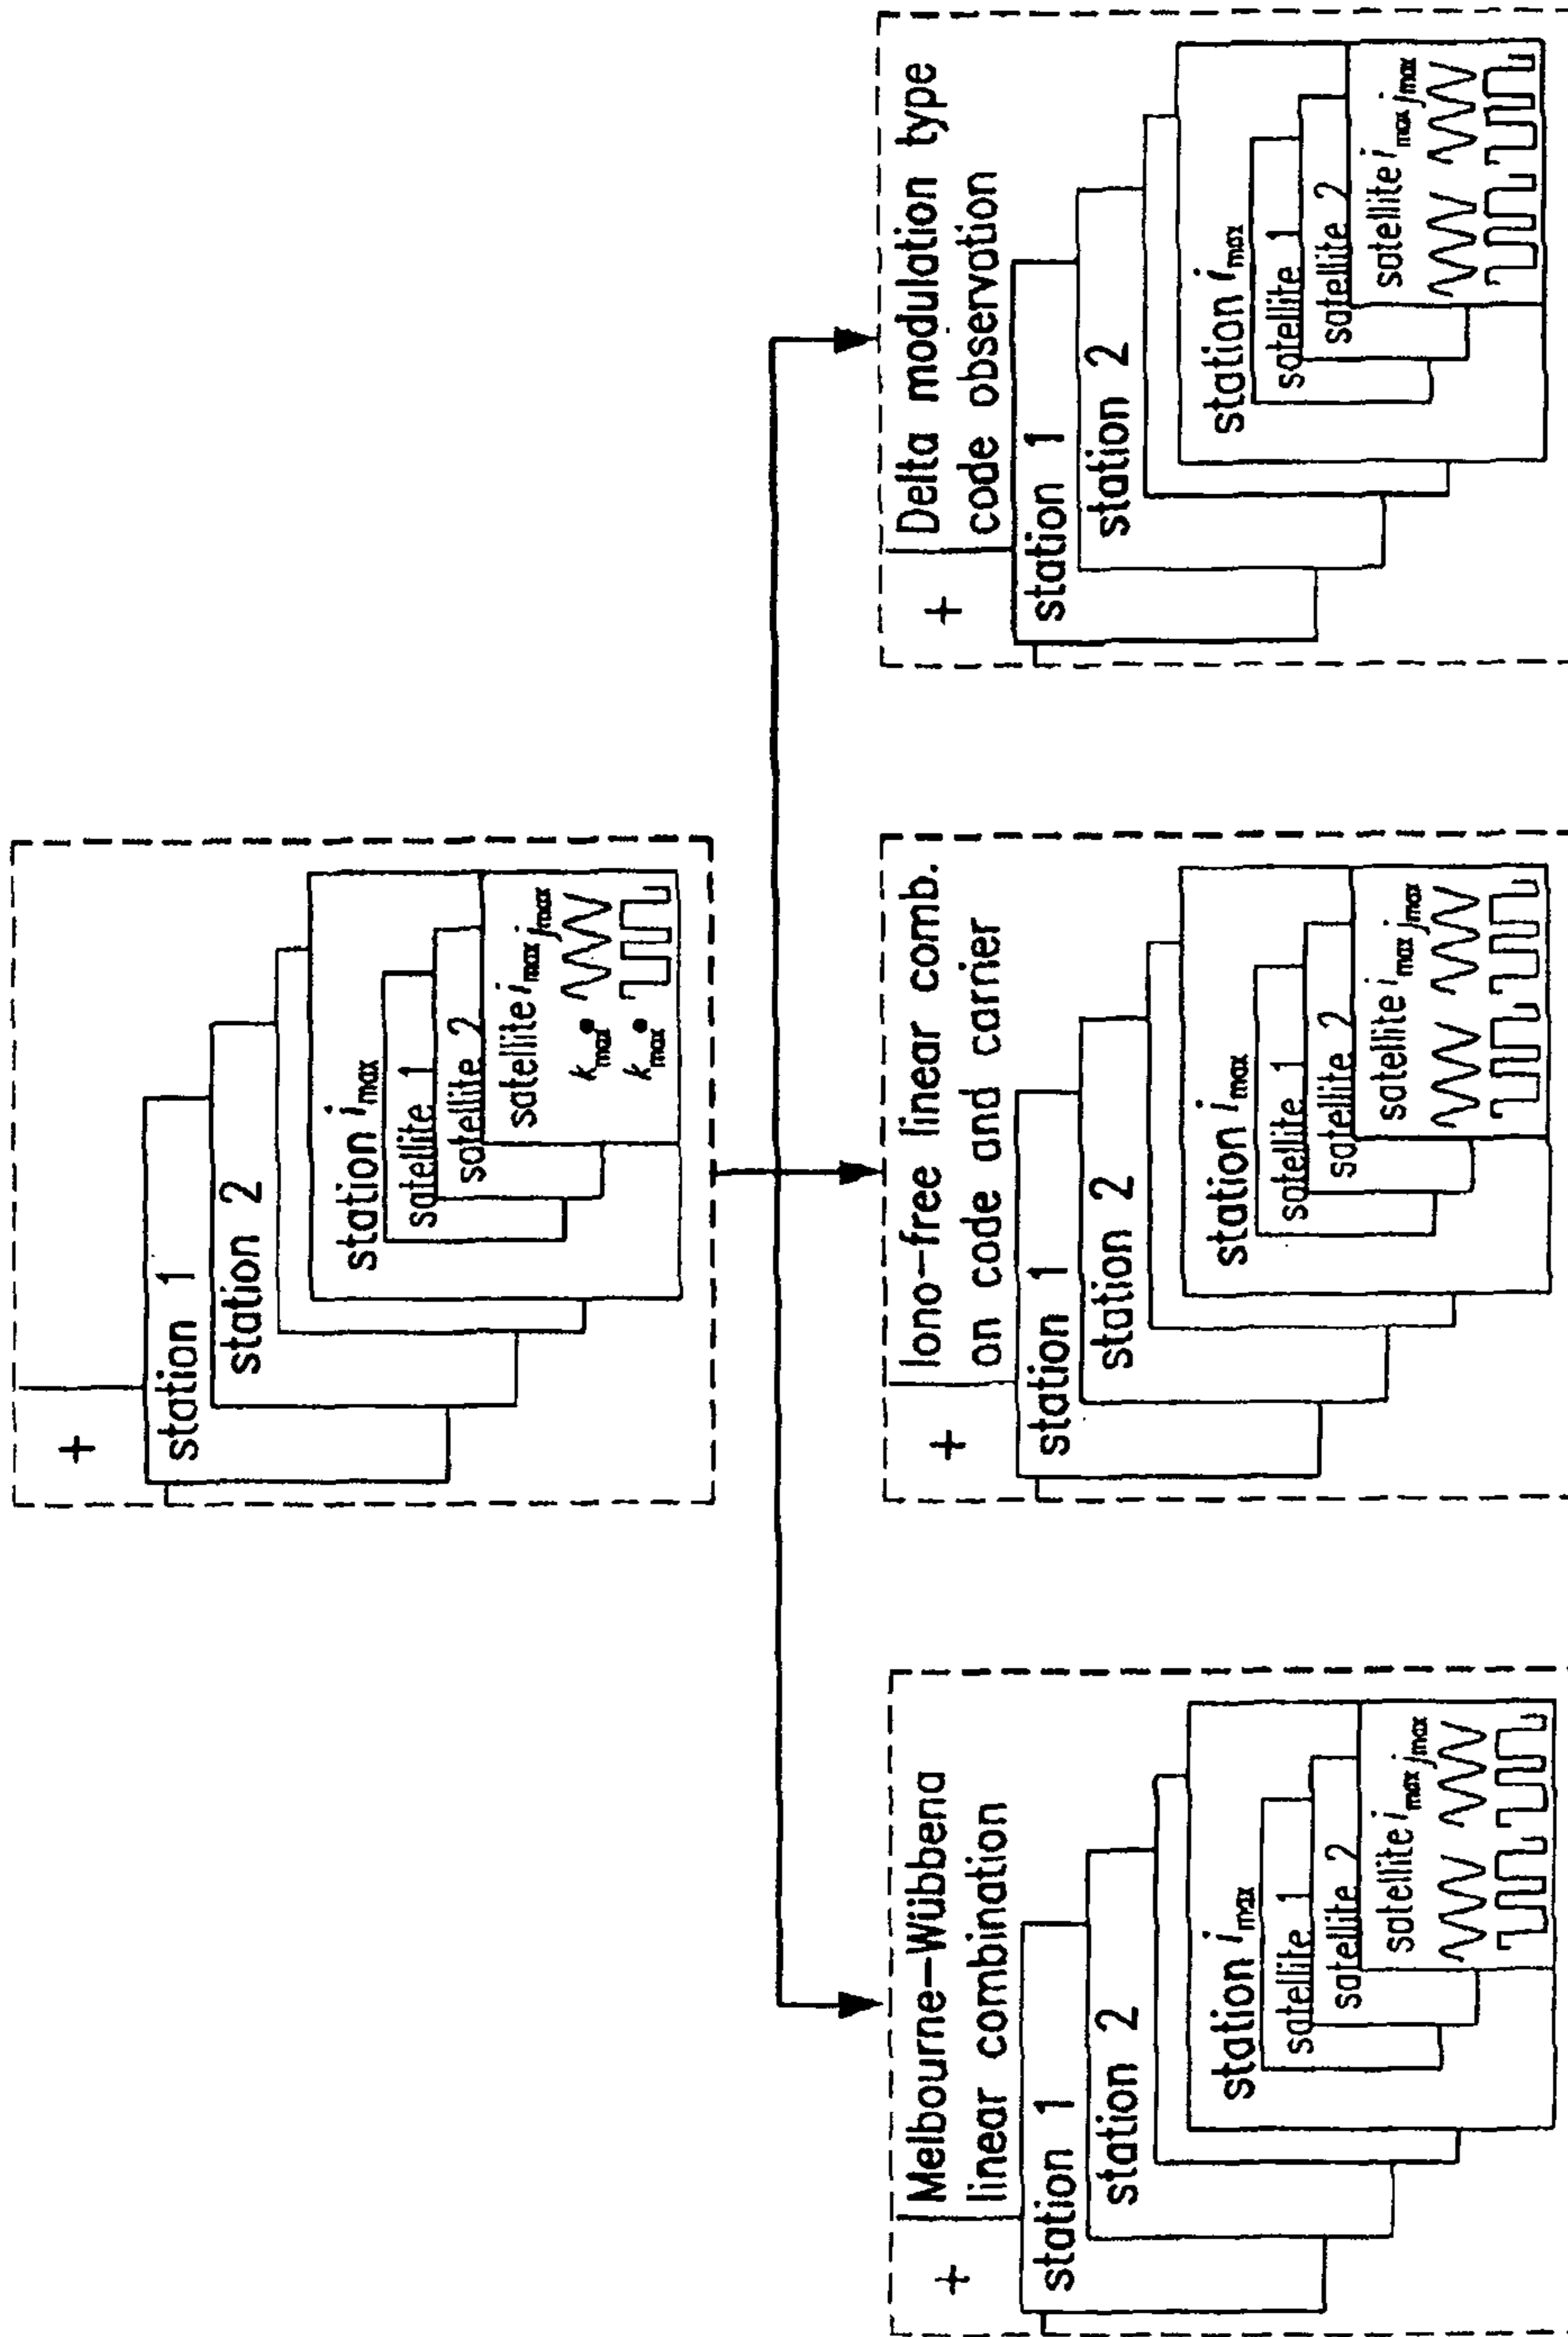 +
station 1
station 2
station i_max
satellite 1
satellite 2
satellite i_max j_max
k_max •
k_max •
Melbourne–Wübbena
linear combination
+
station 1
station 2
station i_max
satellite 1
satellite 2
satellite i_max j_max
Iono–free linear comb.
on code and carrier
+
station 1
station 2
station i_max
satellite 1
satellite 2
satellite i_max j_max
Delta modulation type
code observation
+
station 1
station 2
station i_max
satellite 1
satellite 2
satellite i_max j_max